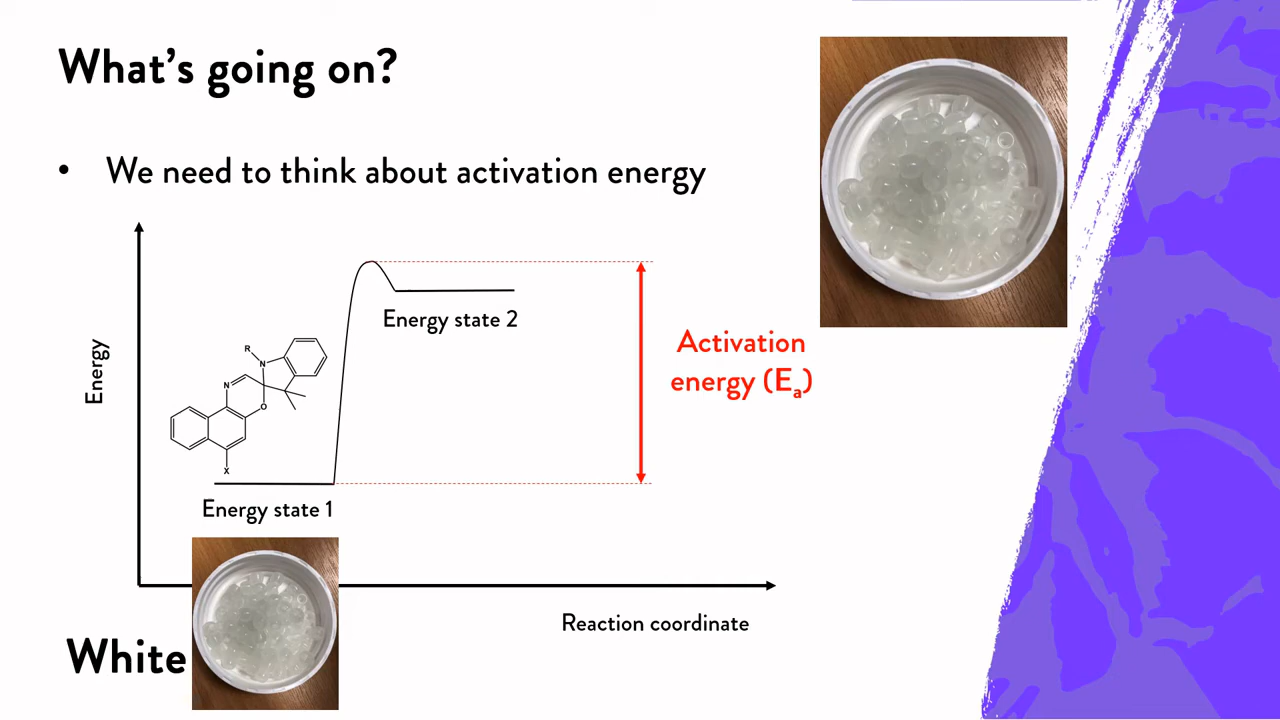 What's going on?
• We need to think about activation energy
Energy
Energy state 2
Activation
energy (Eₐ)
R
N
N
O
X
Energy state 1
Reaction coordinate
White